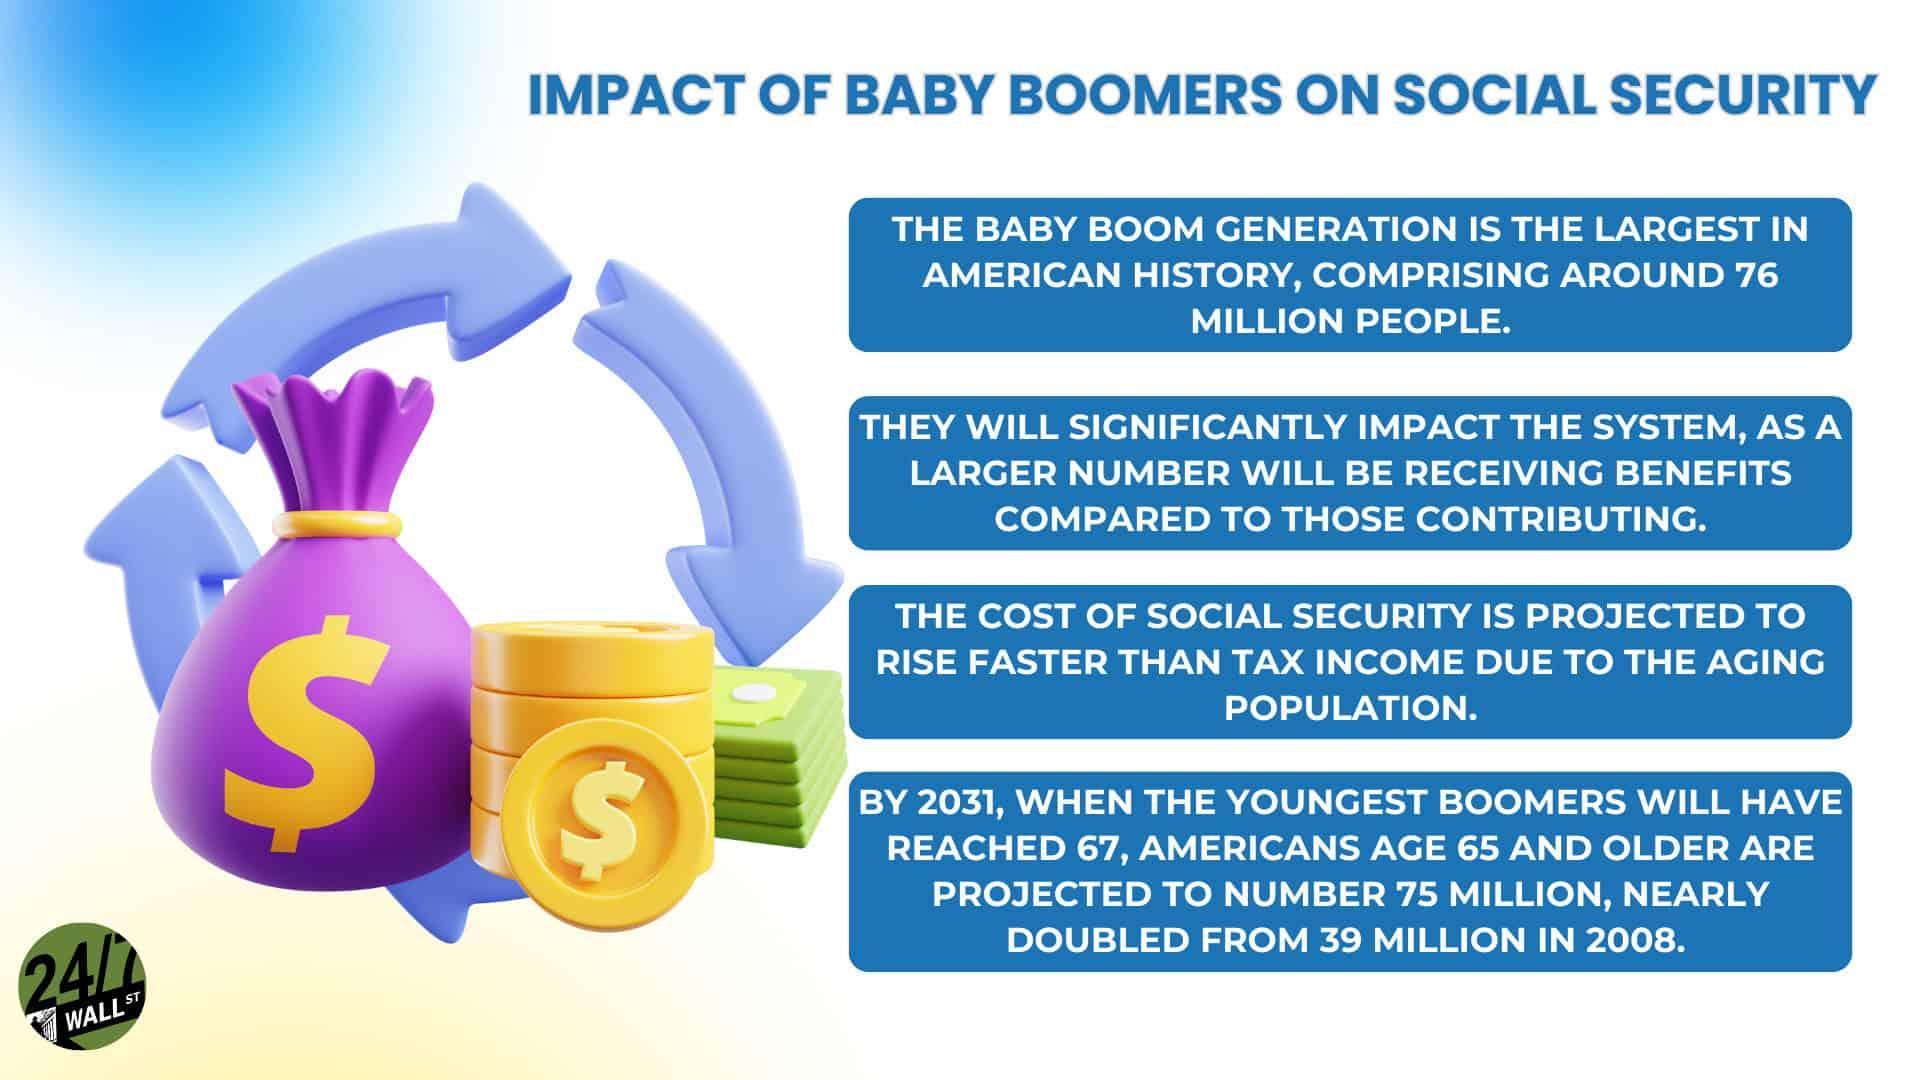 IMPACT OF BABY BOOMERS ON SOCIAL SECURITY
THE BABY BOOM GENERATION IS THE LARGEST IN
AMERICAN HISTORY, COMPRISING AROUND 76
MILLION PEOPLE.
THEY WILL SIGNIFICANTLY IMPACT THE SYSTEM, AS A
LARGER NUMBER WILL BE RECEIVING BENEFITS
COMPARED TO THOSE CONTRIBUTING.
THE COST OF SOCIAL SECURITY IS PROJECTED TO
RISE FASTER THAN TAX INCOME DUE TO THE AGING
POPULATION.
BY 2031, WHEN THE YOUNGEST BOOMERS WILL HAVE
REACHED 67, AMERICANS AGE 65 AND OLDER ARE
PROJECTED TO NUMBER 75 MILLION, NEARLY
DOUBLED FROM 39 MILLION IN 2008.
$
$
24/7
WALL ST